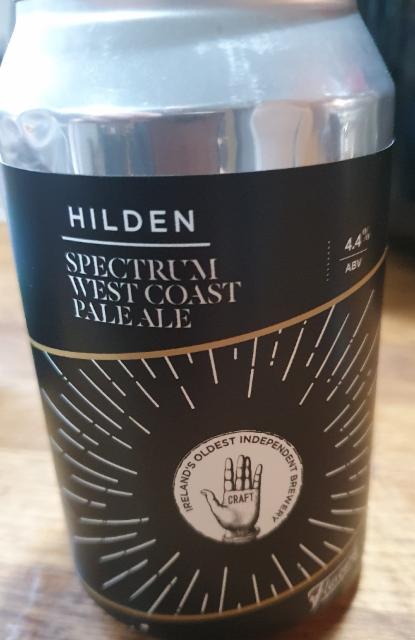 HILDEN
SPECTRUM
WEST COAST
PALE ALE
4.4%
ABV
IRELAND'S OLDEST INDEPENDENT BREWERY
CRAFT